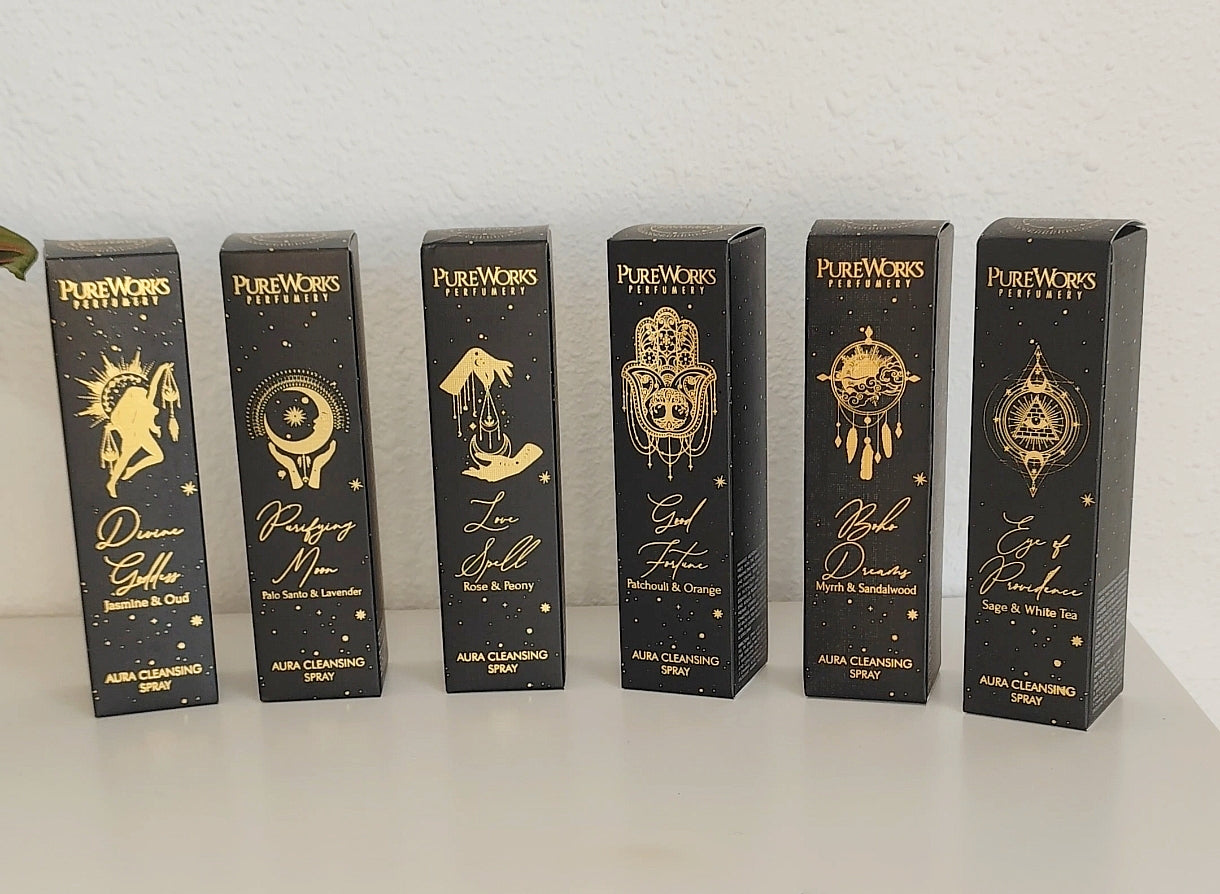 PUREWORKS
PERFUMERY
Divine
Goddess
Jasmine & Oud
AURA CLEANSING
SPRAY
PUREWORKS
PERFUMERY
Purifying
Moon
Palo Santo & Lavender
AURA CLEANSING
SPRAY
PUREWORKS
PERFUMERY
Love
Spell
Rose & Peony
AURA CLEANSING
SPRAY
PUREWORKS
PERFUMERY
Good
Fortune
Patchouli & Orange
AURA CLEANSING
SPRAY
PUREWORKS
PERFUMERY
Boho
Dreams
Myrrh & Sandalwood
AURA CLEANSING
SPRAY
PUREWORKS
PERFUMERY
Eye of
Providence
Sage & White Tea
AURA CLEANSING
SPRAY